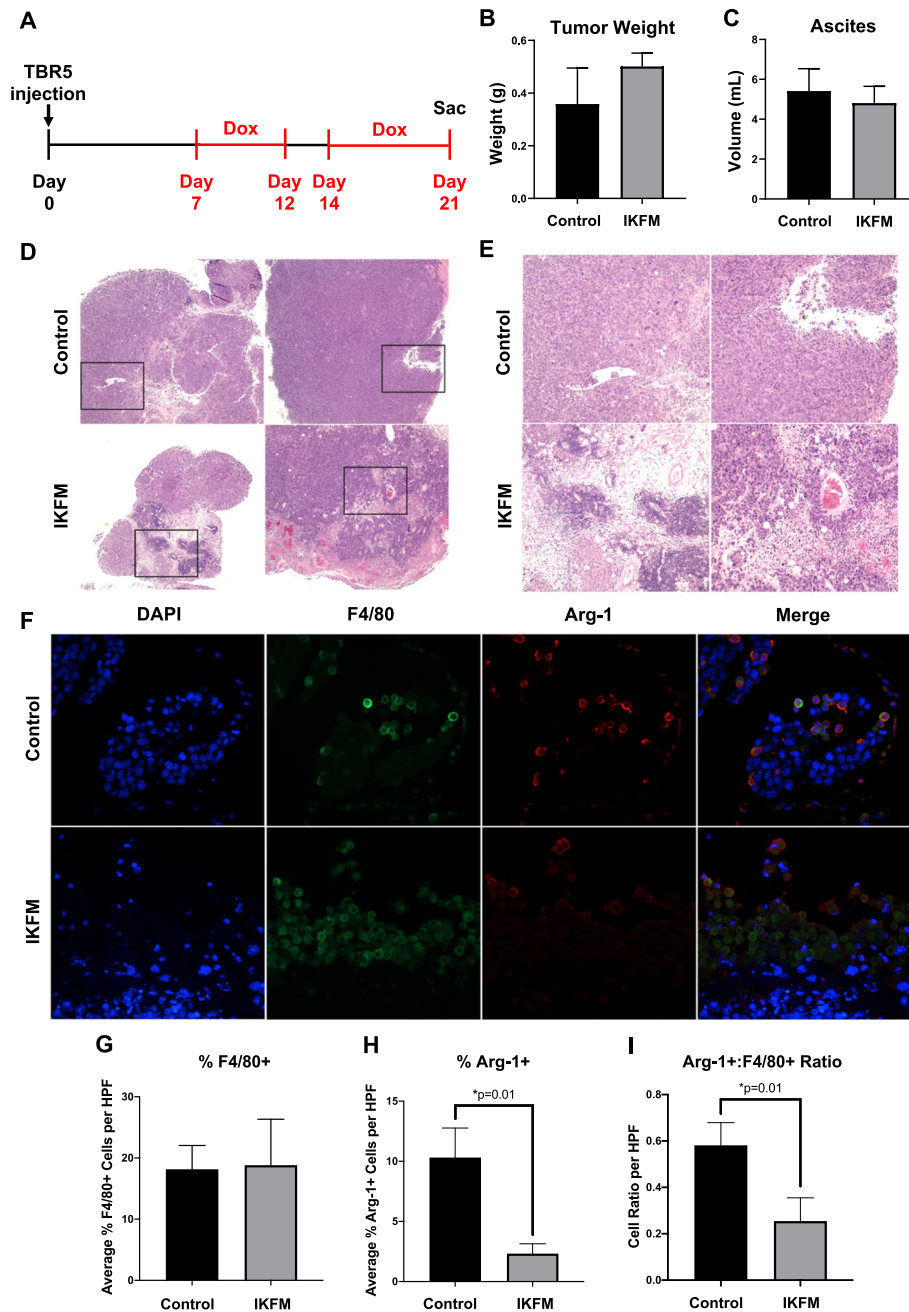 A
TBR5
injection
Dox
Dox
Sac
Day
0
Day
7
Day
12
Day
14
Day
21
B
Tumor Weight
Weight (g)
0.6
0.4
0.2
0.0
Control
IKFM
C
Ascites
Volume (mL)
8
6
4
2
0
Control
IKFM
D
Control
IKFM
E
Control
IKFM
F
DAPI
F4/80
Arg-1
Merge
Control
IKFM
G
% F4/80+
Average % F4/80+ Cells per HPF
30
20
10
0
Control
IKFM
H
% Arg-1+
Average % Arg-1+ Cells per HPF
15
10
5
0
*p=0.01
Control
IKFM
I
Arg-1+:F4/80+ Ratio
Cell Ratio per HPF
0.8
0.6
0.4
0.2
0.0
*p=0.01
Control
IKFM